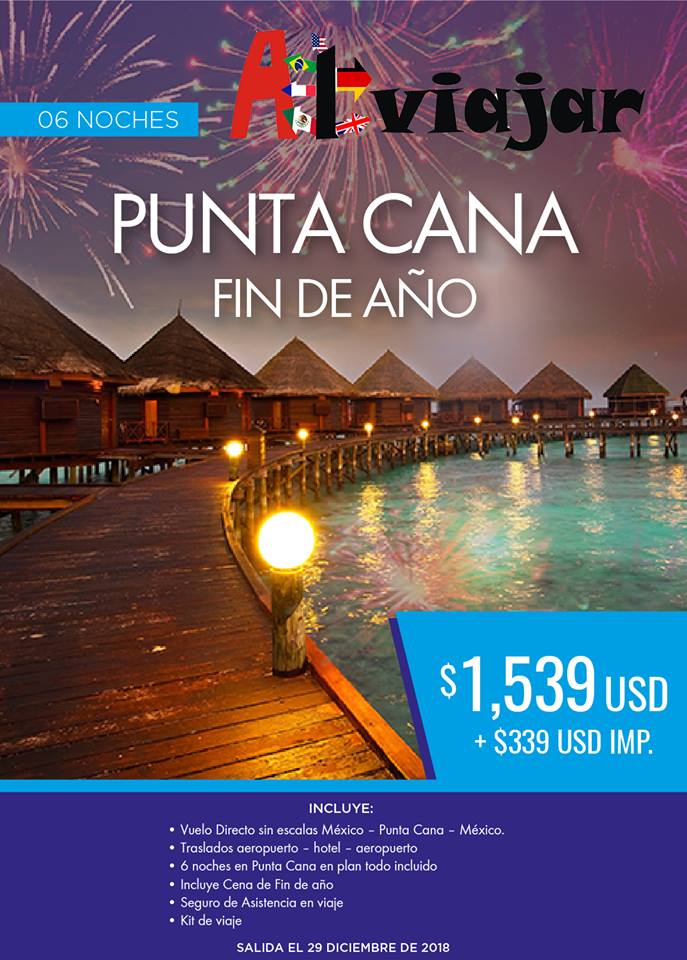 Al viajar
06 NOCHES
PUNTA CANA
FIN DE AÑO
$1,539 USD
+ $339 USD IMP.
INCLUYE:
• Vuelo Directo sin escalas México – Punta Cana – México.
• Traslados aeropuerto – hotel – aeropuerto
• 6 noches en Punta Cana en plan todo incluido
• Incluye Cena de Fin de año
• Seguro de Asistencia en viaje
• Kit de viaje
SALIDA EL 29 DICIEMBRE DE 2018